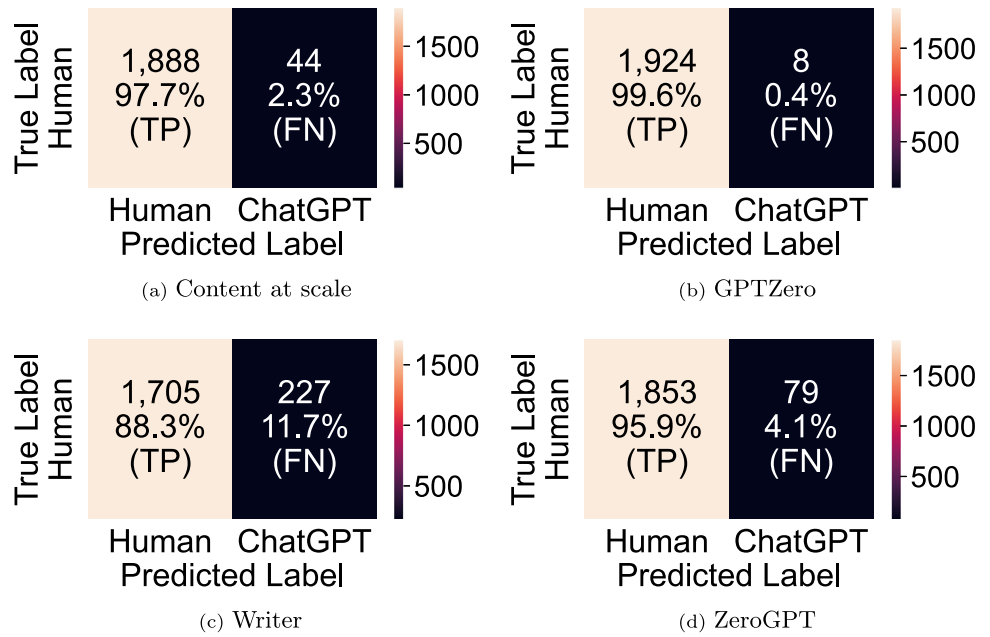 True Label
Human
1,888
97.7%
(TP)
44
2.3%
(FN)
1500
1000
500
Human ChatGPT
Predicted Label
(a) Content at scale
True Label
Human
1,924
99.6%
(TP)
8
0.4%
(FN)
1500
1000
500
Human ChatGPT
Predicted Label
(b) GPTZero
True Label
Human
1,705
88.3%
(TP)
227
11.7%
(FN)
1500
1000
500
Human ChatGPT
Predicted Label
(c) Writer
True Label
Human
1,853
95.9%
(TP)
79
4.1%
(FN)
1500
1000
500
Human ChatGPT
Predicted Label
(d) ZeroGPT